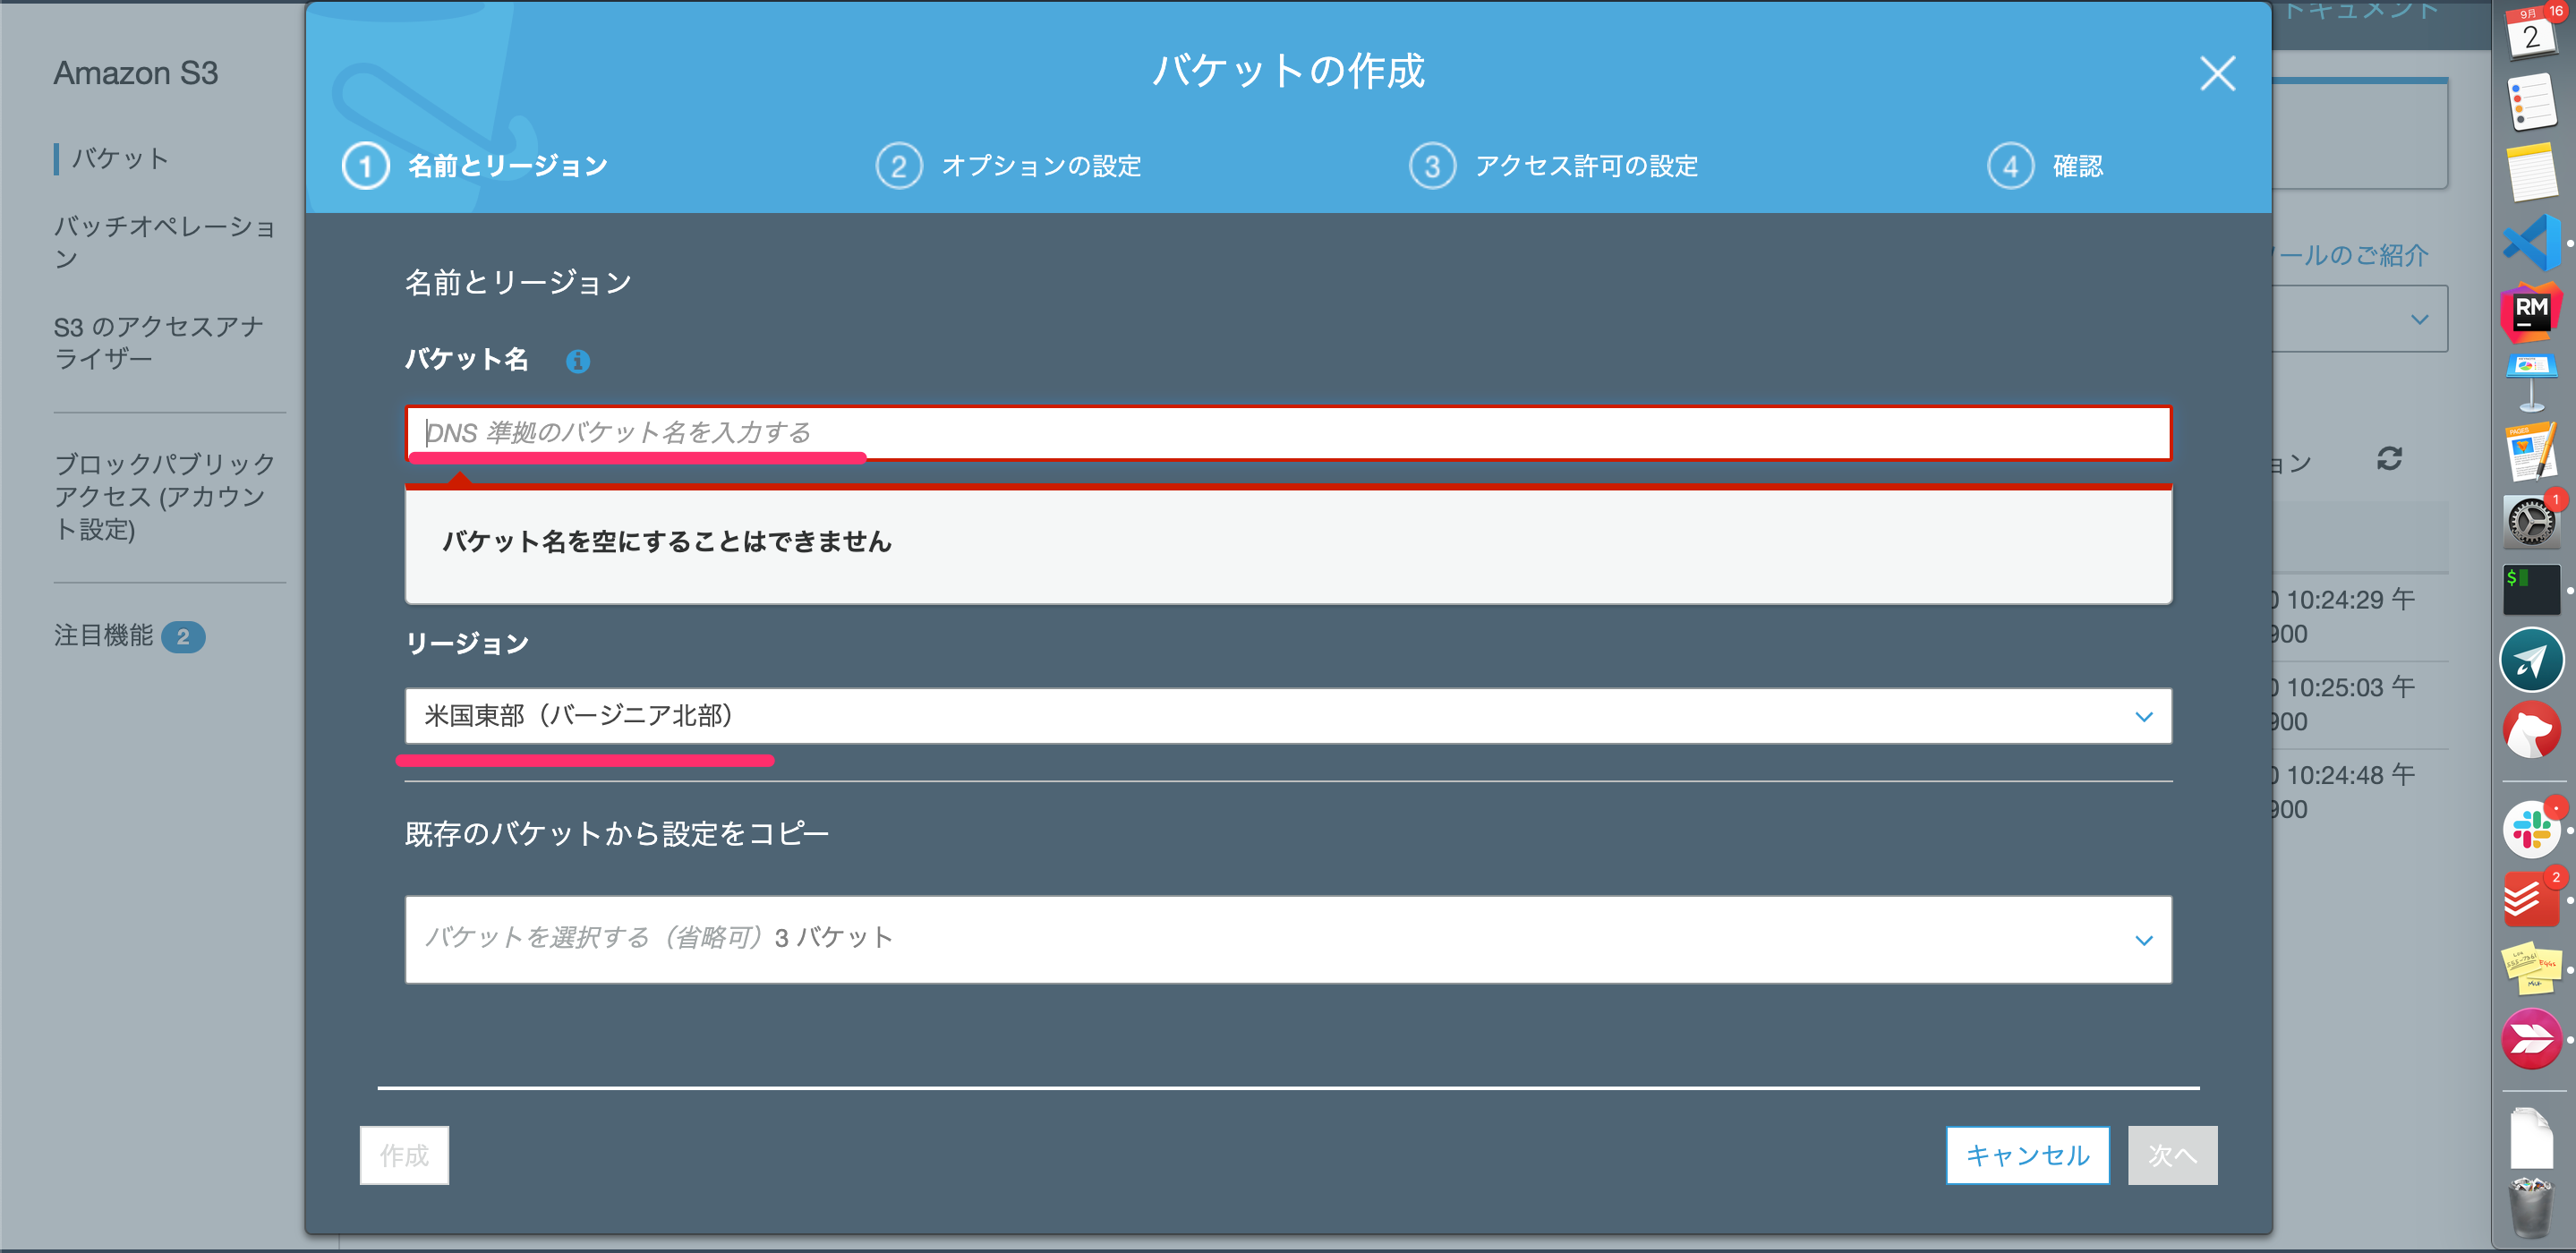 Amazon S3
バケット
バッチオペレーショ
ン
S3 のアクセスアナ
ライザー
ブロックパブリック
アクセス (アカウン
ト設定)
注目機能 2
バケットの作成
1 名前とリージョン
2 オプションの設定
3 アクセス許可の設定
4 確認
名前とリージョン
バケット名
DNS 準拠のバケット名を入力する
バケット名を空にすることはできません
リージョン
米国東部（バージニア北部）
既存のバケットから設定をコピー
バケットを選択する（省略可）3 バケット
作成
キャンセル
次へ
ドキュメント
ールのご紹介
ョン
10:24:29 午
900
10:25:03 午
900
10:24:48 午
900
9月
16
2
RM
PAGES
1
$
2